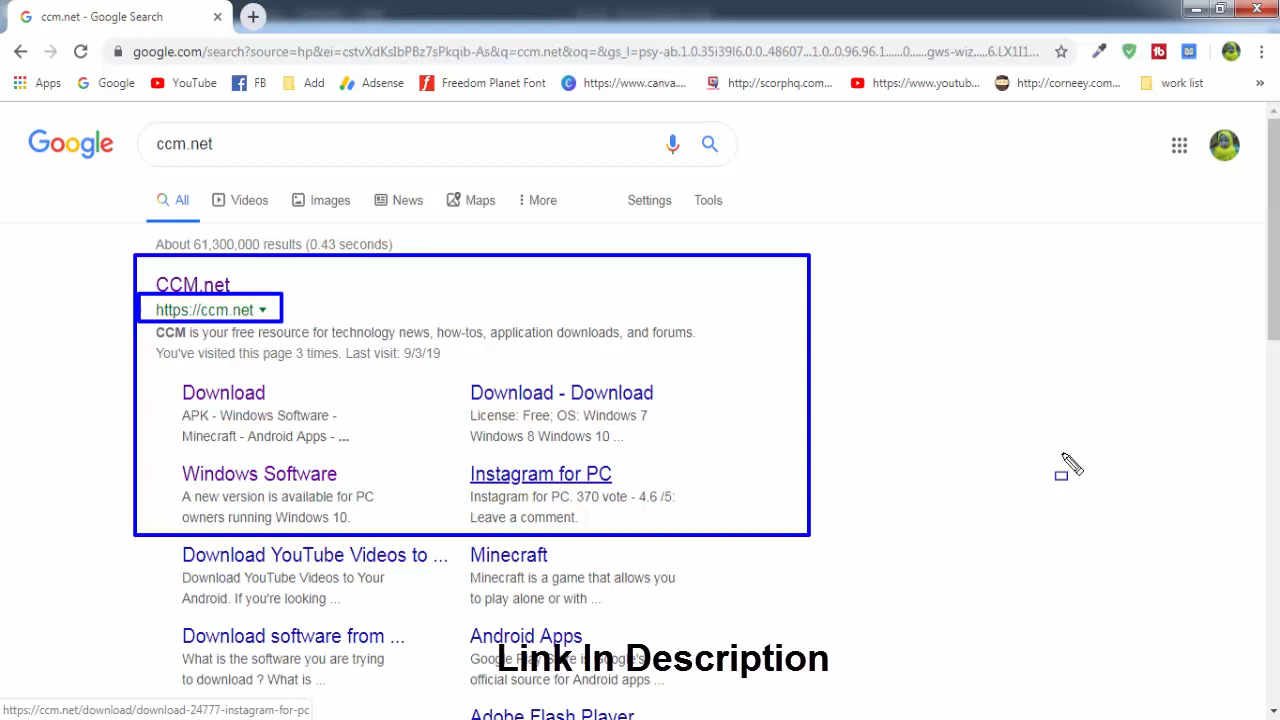 ccm.net - Google Search
google.com/search?source=hp&ei=cstvXdKsIbPBz7sPkqib-As&q=ccm.net&oq=&gs_l=psy-ab.1.0.35i39l6.0.0..48607...1.0..0.96.96.1......0....gws-wiz.....6.LX1I1...
Apps Google YouTube FB Add Adsense Freedom Planet Font https://www.canva.... http://scorphq.com... https://www.youtub... http://corneey.com... work list »
Google ccm.net
All Videos Images News Maps More Settings Tools
About 61,300,000 results (0.43 seconds)
CCM.net
https://ccm.net
CCM is your free resource for technology news, how-tos, application downloads, and forums.
You've visited this page 3 times. Last visit: 9/3/19
Download
APK - Windows Software -
Minecraft - Android Apps - ...
Download - Download
License: Free; OS: Windows 7
Windows 8 Windows 10 ...
Windows Software
A new version is available for PC
owners running Windows 10.
Instagram for PC
Instagram for PC. 370 vote - 4.6 /5:
Leave a comment.
Download YouTube Videos to ...
Download YouTube Videos to Your
Android. If you're looking ...
Minecraft
Minecraft is a game that allows you
to play alone or with ...
Download software from ...
What is the software you are trying
to download ? What is ...
Android Apps
Google Play Store is Google's
official source for Android apps ...
Link In Description
Adobe Flash Player
https://ccm.net/download/download-24777-instagram-for-pc